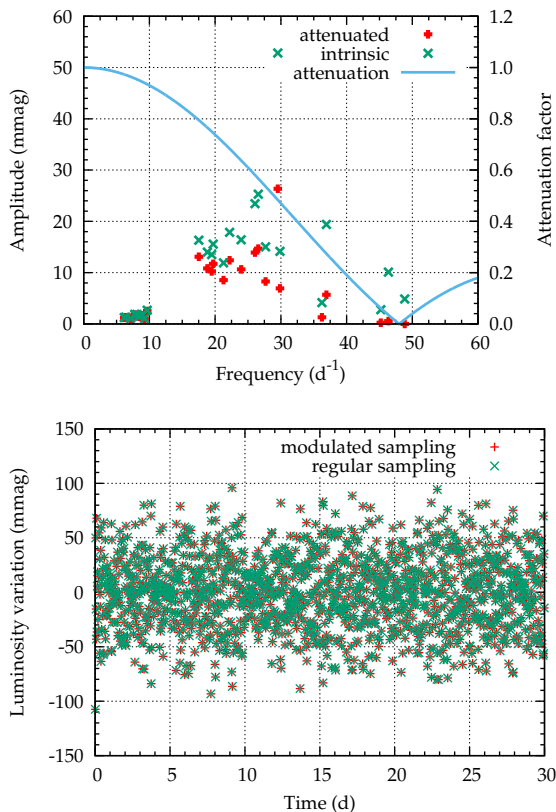 60 1.2
attenuated
50 intrinsic 1.0
attenuation
40 0.8
30 0.6
20 0.4
10 0.2
0 0.0
0 10 20 30 40 50 60
Amplitude (mmag)
Attenuation factor
Frequency (d⁻¹)
150
modulated sampling
100 regular sampling
50
0
-50
-100
-150
0 5 10 15 20 25 30
Luminosity variation (mmag)
Time (d)